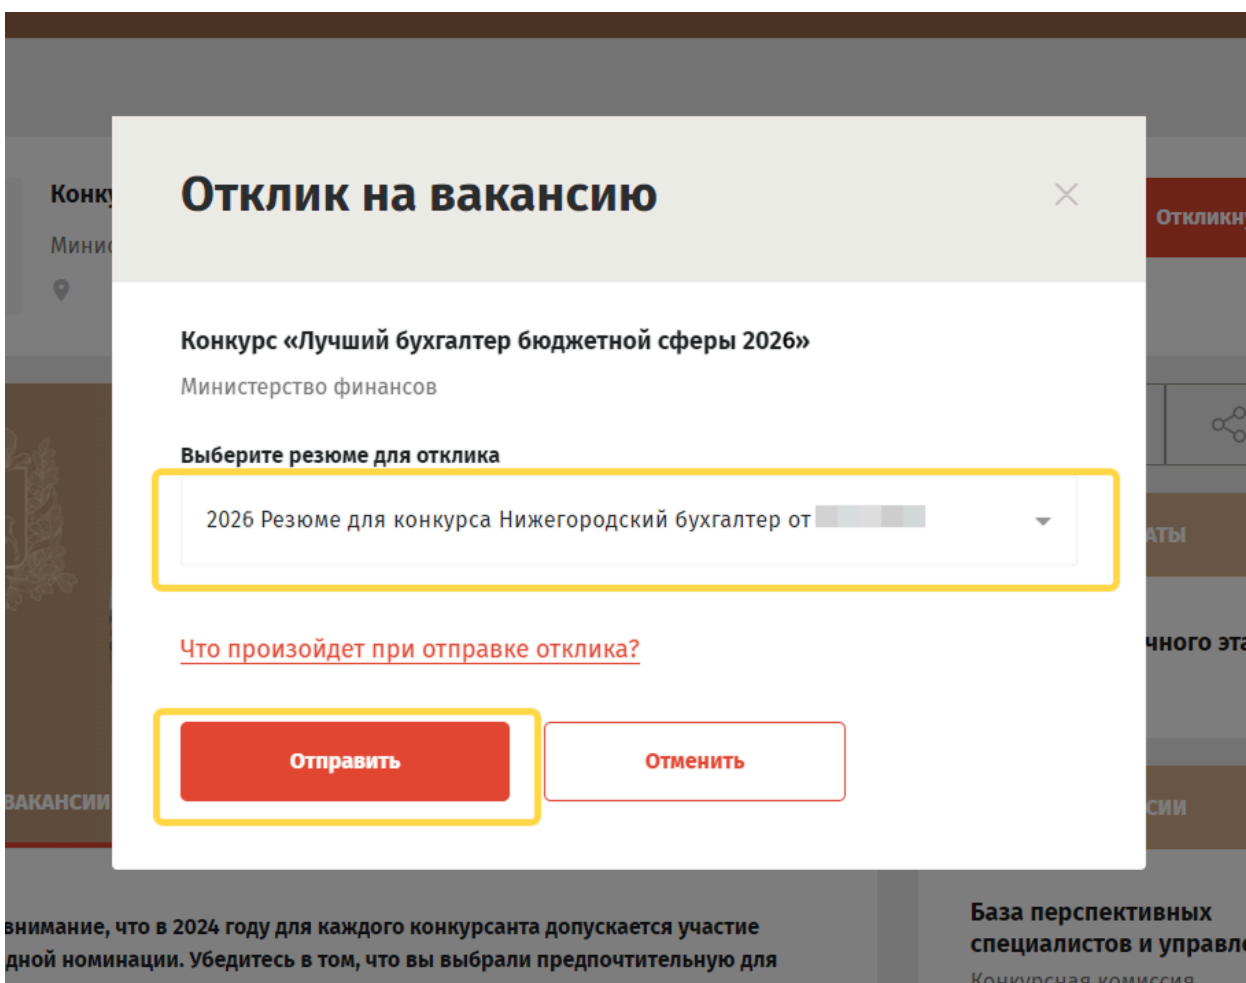 Отклик на вакансию
Откликн
Конкурс «Лучший бухгалтер бюджетной сферы 2026»
Министерство финансов
Выберите резюме для отклика
2026 Резюме для конкурса Нижегородский бухгалтер от
Что произойдет при отправке отклика?
Отправить
Отменить
Конку
Минис
АТЫ
чного эта
ВАКАНСИИ
СИИ
внимание, что в 2024 году для каждого конкурсанта допускается участие
дной номинации. Убедитесь в том, что вы выбрали предпочтительную для
База перспективных
специалистов и управле
Конкурсная комиссия